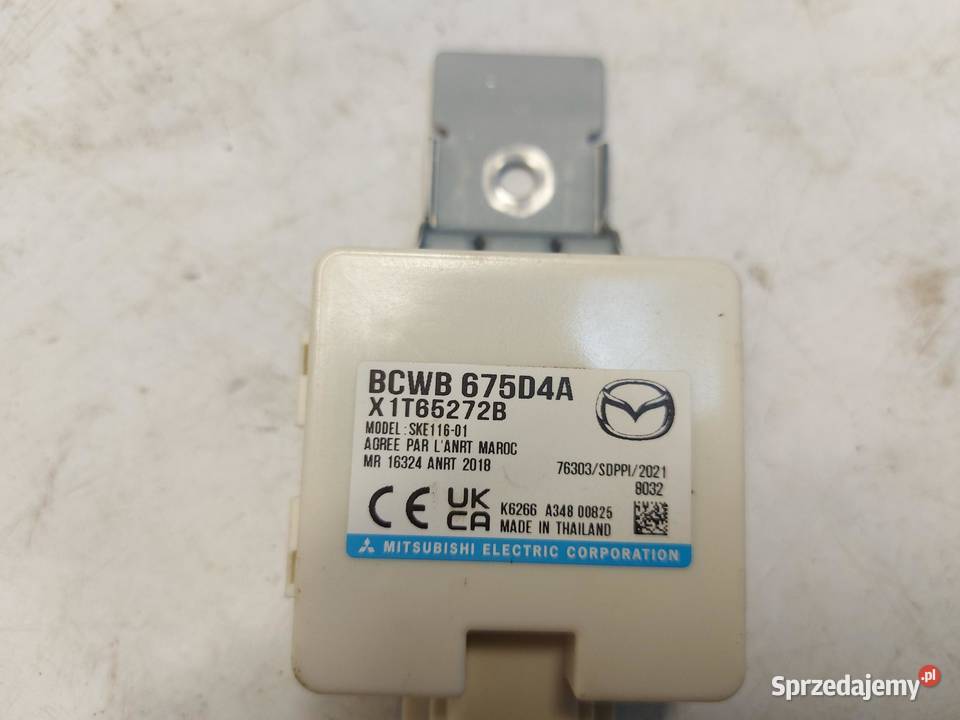 BCWB 675D4A
X1T65272B
MODEL:SKE116-01
AGREE PAR L'ANRT MAROC
MR 16324 ANRT 2018
76303/SDPPI/2021
8032
CE UK CA
K6266 A348 00825
MADE IN THAILAND
MITSUBISHI ELECTRIC CORPORATION
Sprzedajemy.pl